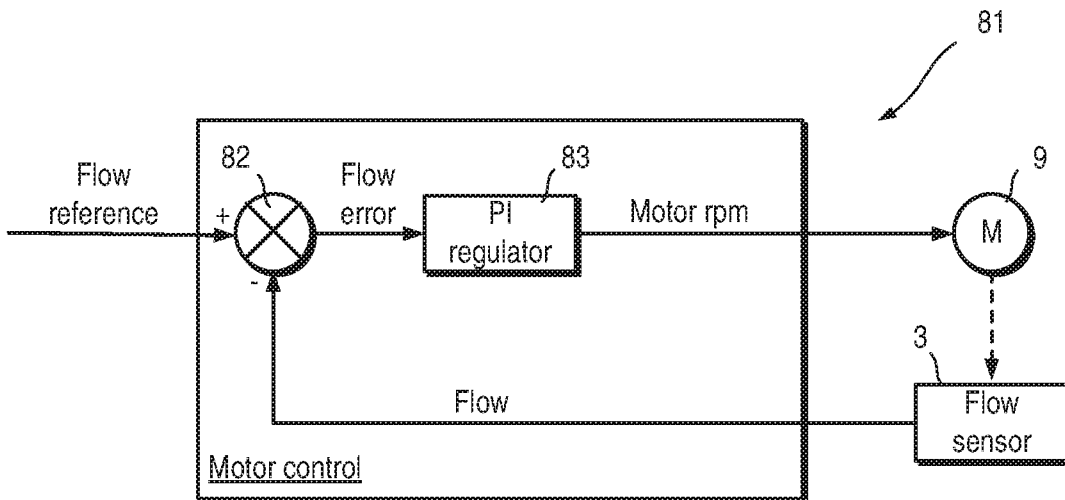 81
82
Flow
reference
+
-
Flow
error
83
PI
regulator
Motor rpm
9
M
3
Flow
sensor
Flow
Motor control